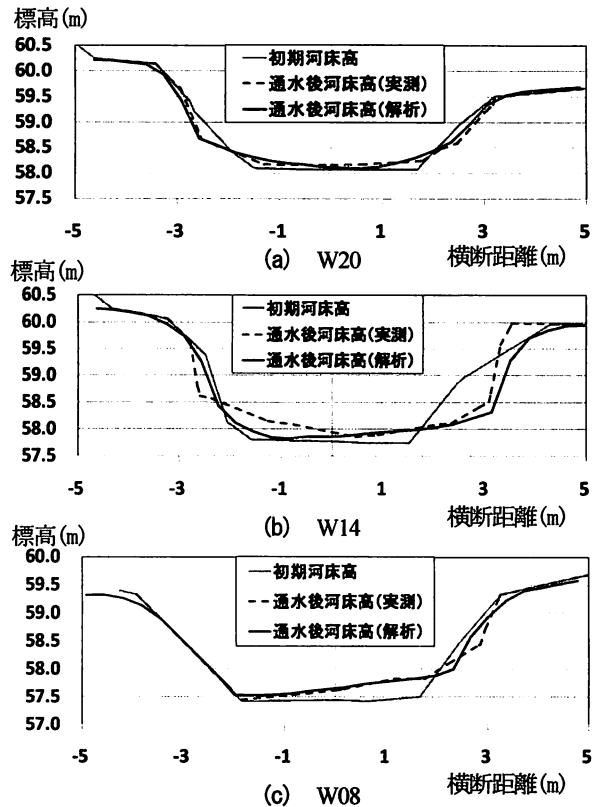 標高(m)
60.5
60.0
59.5
59.0
58.5
58.0
57.5
初期河床高
通水後河床高(実測)
通水後河床高(解析)
-5 -3 -1 1 3 5
(a) W20 横断距離(m)
標高(m)
60.5
60.0
59.5
59.0
58.5
58.0
57.5
初期河床高
通水後河床高(実測)
通水後河床高(解析)
-5 -3 -1 1 3 5
(b) W14 横断距離(m)
標高(m)
60.0
59.5
59.0
58.5
58.0
57.5
57.0
初期河床高
通水後河床高(実測)
通水後河床高(解析)
-5 -3 -1 1 3 5
(c) W08 横断距離(m)